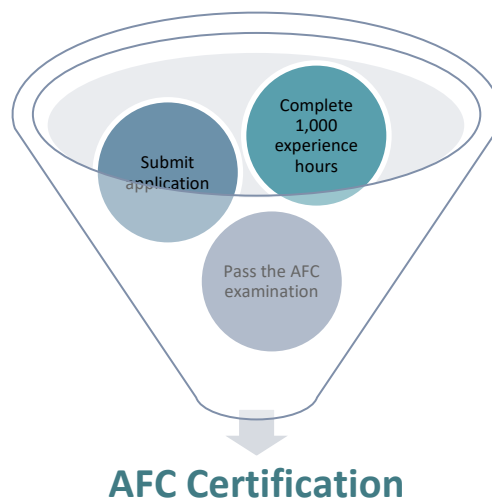 Complete
1,000
experience
hours
Submit
application
Pass the AFC
examination
AFC Certification